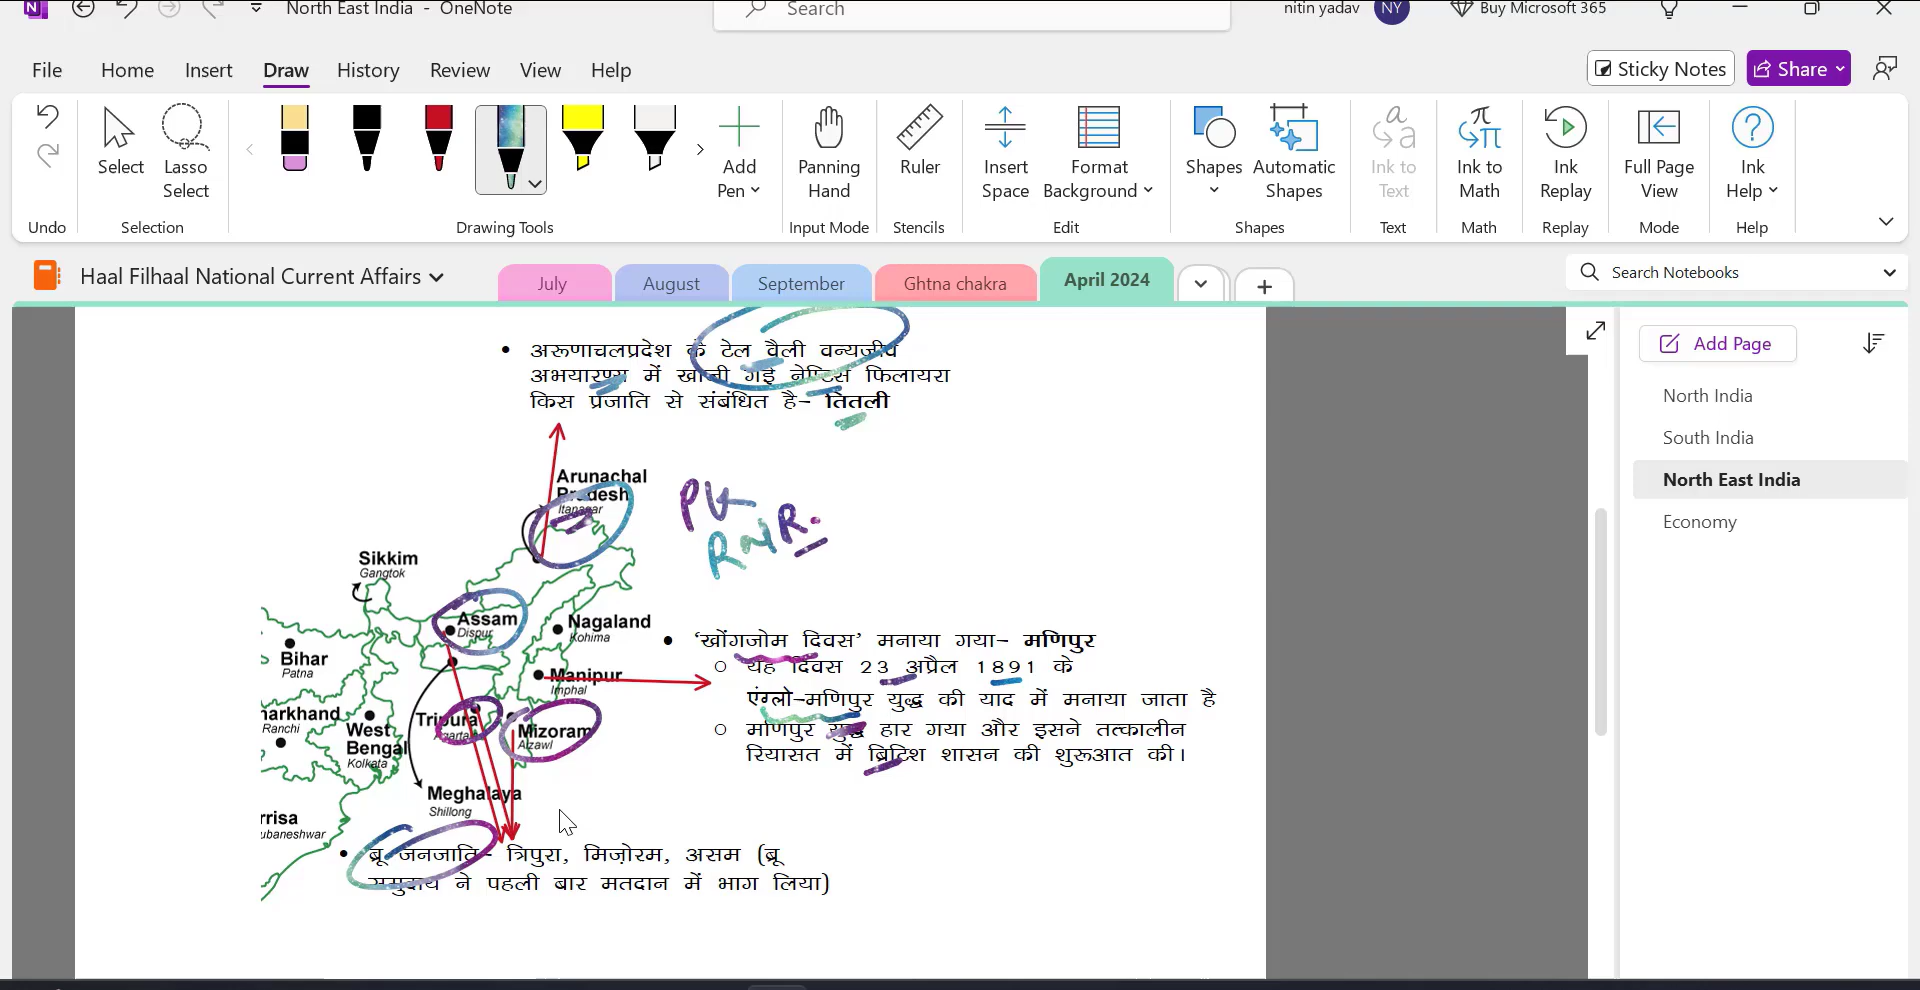 North East India - OneNote
Search
nitin yadav
NY
Buy Microsoft 365
File Home Insert Draw History Review View Help
Sticky Notes
Share
Select
Lasso Select
Add Pen
Panning Hand
Ruler
Insert Space
Format Background
Shapes
Automatic Shapes
Ink to Text
Ink to Math
Ink Replay
Full Page View
Ink Help
Undo Selection Drawing Tools Input Mode Stencils Edit Shapes Text Math Replay Mode Help
Haal Filhaal National Current Affairs
July August September Ghtna chakra April 2024
Search Notebooks
Add Page
North India
South India
North East India
Economy
• अरूणाचलप्रदेश के टेल वैली वन्यजीव
अभयारण्य में खोजी गई नेप्टिस फिलायरा
किस प्रजाति से संबंधित है- तितली
Arunachal
Pradesh
Itanagar
PK
RNR.
Sikkim
Gangtok
Assam
Dispur
Nagaland
Kohima
Bihar
Patna
Manipur
Imphal
harkhand
Ranchi
West
Bengal
Kolkata
Tripura
Mizoram
Aizawl
Meghalaya
Shillong
rrisa
ubaneshwar
• 'खोंगजोम दिवस' मनाया गया- मणिपुर
o यह दिवस 23 अप्रैल 1891 के
एंग्लो-मणिपुर युद्ध की याद में मनाया जाता है
o मणिपुर युद्ध हार गया और इसने तत्कालीन
रियासत में ब्रिटिश शासन की शुरूआत की।
• ब्रू जनजाति- त्रिपुरा, मिज़ोरम, असम (ब्रू
समुदाय ने पहली बार मतदान में भाग लिया)